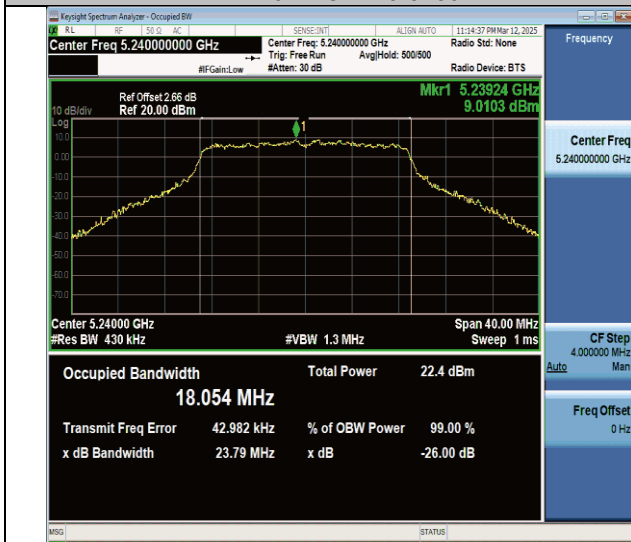 Keysight Spectrum Analyzer - Occupied BW
RL RF 50 Ω AC SENSE:INT ALIGN AUTO 11:14:37 PM Mar 12, 2025
Center Freq 5.240000000 GHz
Center Freq: 5.240000000 GHz Radio Std: None
Trig: Free Run Avg|Hold: 500/500
#IFGain:Low #Atten: 30 dB Radio Device: BTS
Frequency
Mkr1 5.23924 GHz
9.0103 dBm
Ref Offset 2.66 dB
10 dB/div Ref 20.00 dBm
Log
10.0
0.00
-10.0
-20.0
-30.0
-40.0
-50.0
-60.0
-70.0
1
Center 5.24000 GHz Span 40.00 MHz
#Res BW 430 kHz #VBW 1.3 MHz Sweep 1 ms
Occupied Bandwidth Total Power 22.4 dBm
18.054 MHz
Transmit Freq Error 42.982 kHz % of OBW Power 99.00 %
x dB Bandwidth 23.79 MHz x dB -26.00 dB
Center Freq
5.240000000 GHz
CF Step
4.000000 MHz
Auto Man
Freq Offset
0 Hz
MSG STATUS